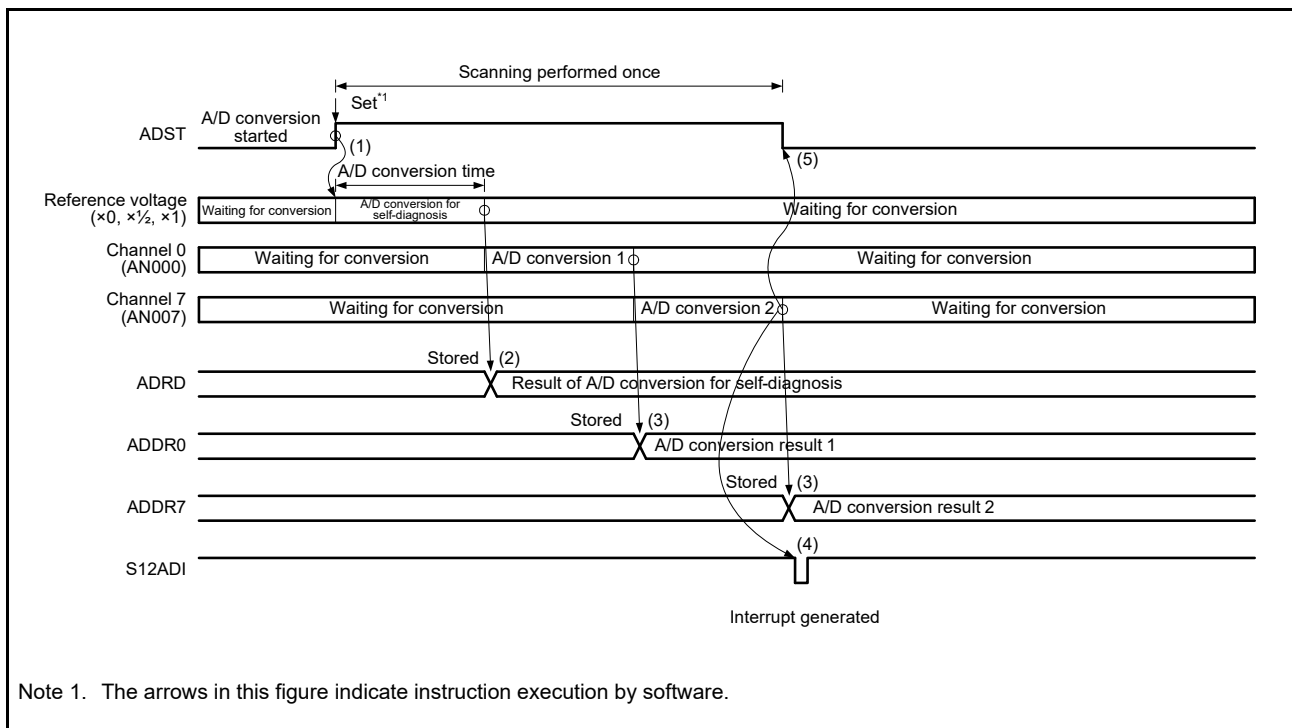 Scanning performed once
Set*1
A/D conversion
started
ADST
(1)
(5)
A/D conversion time
Reference voltage
(×0, ×½, ×1)
Waiting for conversion
A/D conversion for
self-diagnosis
Waiting for conversion
Channel 0
(AN000)
Waiting for conversion
A/D conversion 1
Waiting for conversion
Channel 7
(AN007)
Waiting for conversion
A/D conversion 2
Waiting for conversion
Stored
(2)
ADRD
Result of A/D conversion for self-diagnosis
Stored
(3)
ADDR0
A/D conversion result 1
Stored
(3)
ADDR7
A/D conversion result 2
(4)
S12ADI
Interrupt generated
Note 1. The arrows in this figure indicate instruction execution by software.